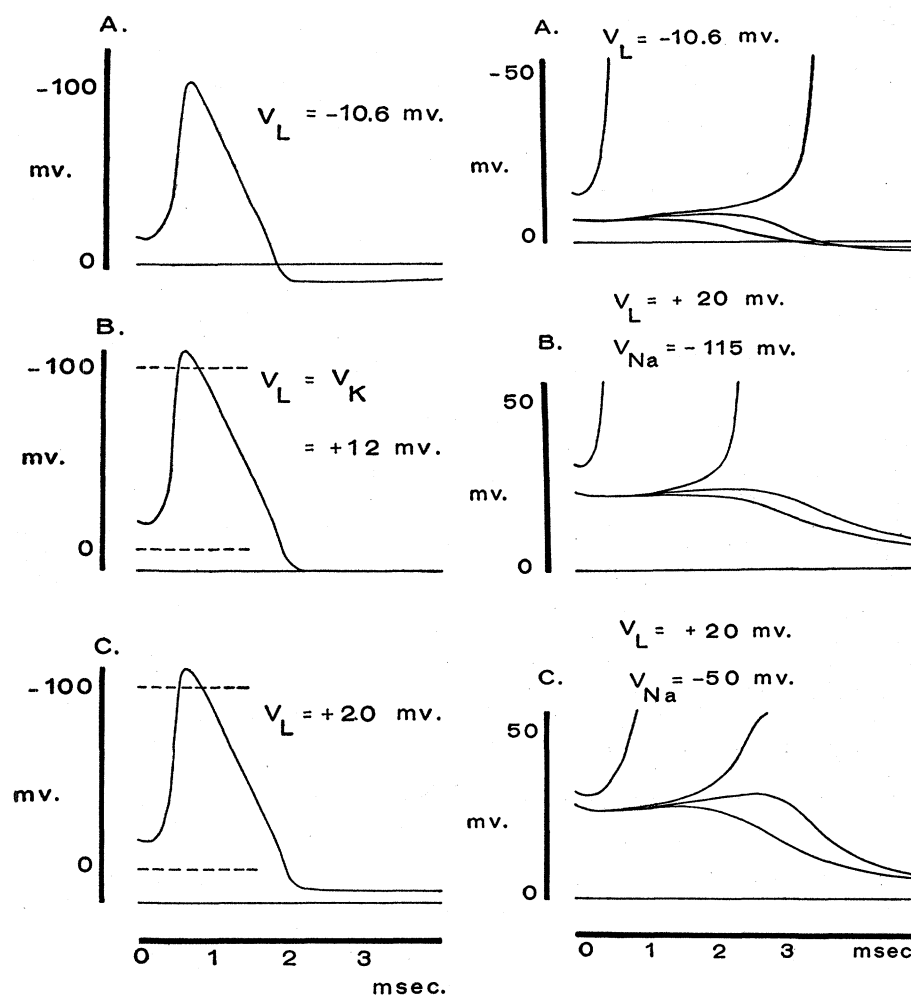 A.
-100
V_L = -10.6 mv.
mv.
0
B.
-100
V_L = V_K
= +12 mv.
mv.
0
C.
-100
V_L = +20 mv.
mv.
0
0 1 2
msec.
A.
V_L = -10.6 mv.
-50
mv.
0
V_L = + 20 mv.
B.
V_Na = - 115 mv.
50
mv.
0
V_L = + 20 mv.
C.
V_Na = -50 mv.
50
mv.
0
0 1 2 3 msec